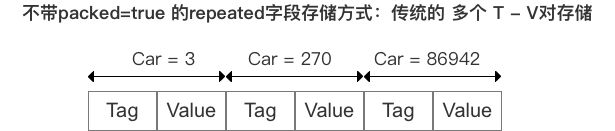 不带packed=true 的repeated字段存储方式：传统的 多个 T – V对存储
Car = 3 Car = 270 Car = 86942
Tag Value Tag Value Tag Value